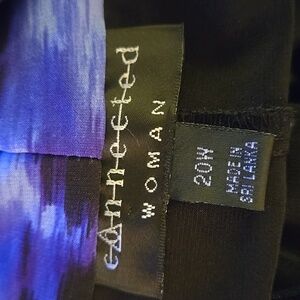 connected
WOMAN
20W
MADE IN
SRI LANKA